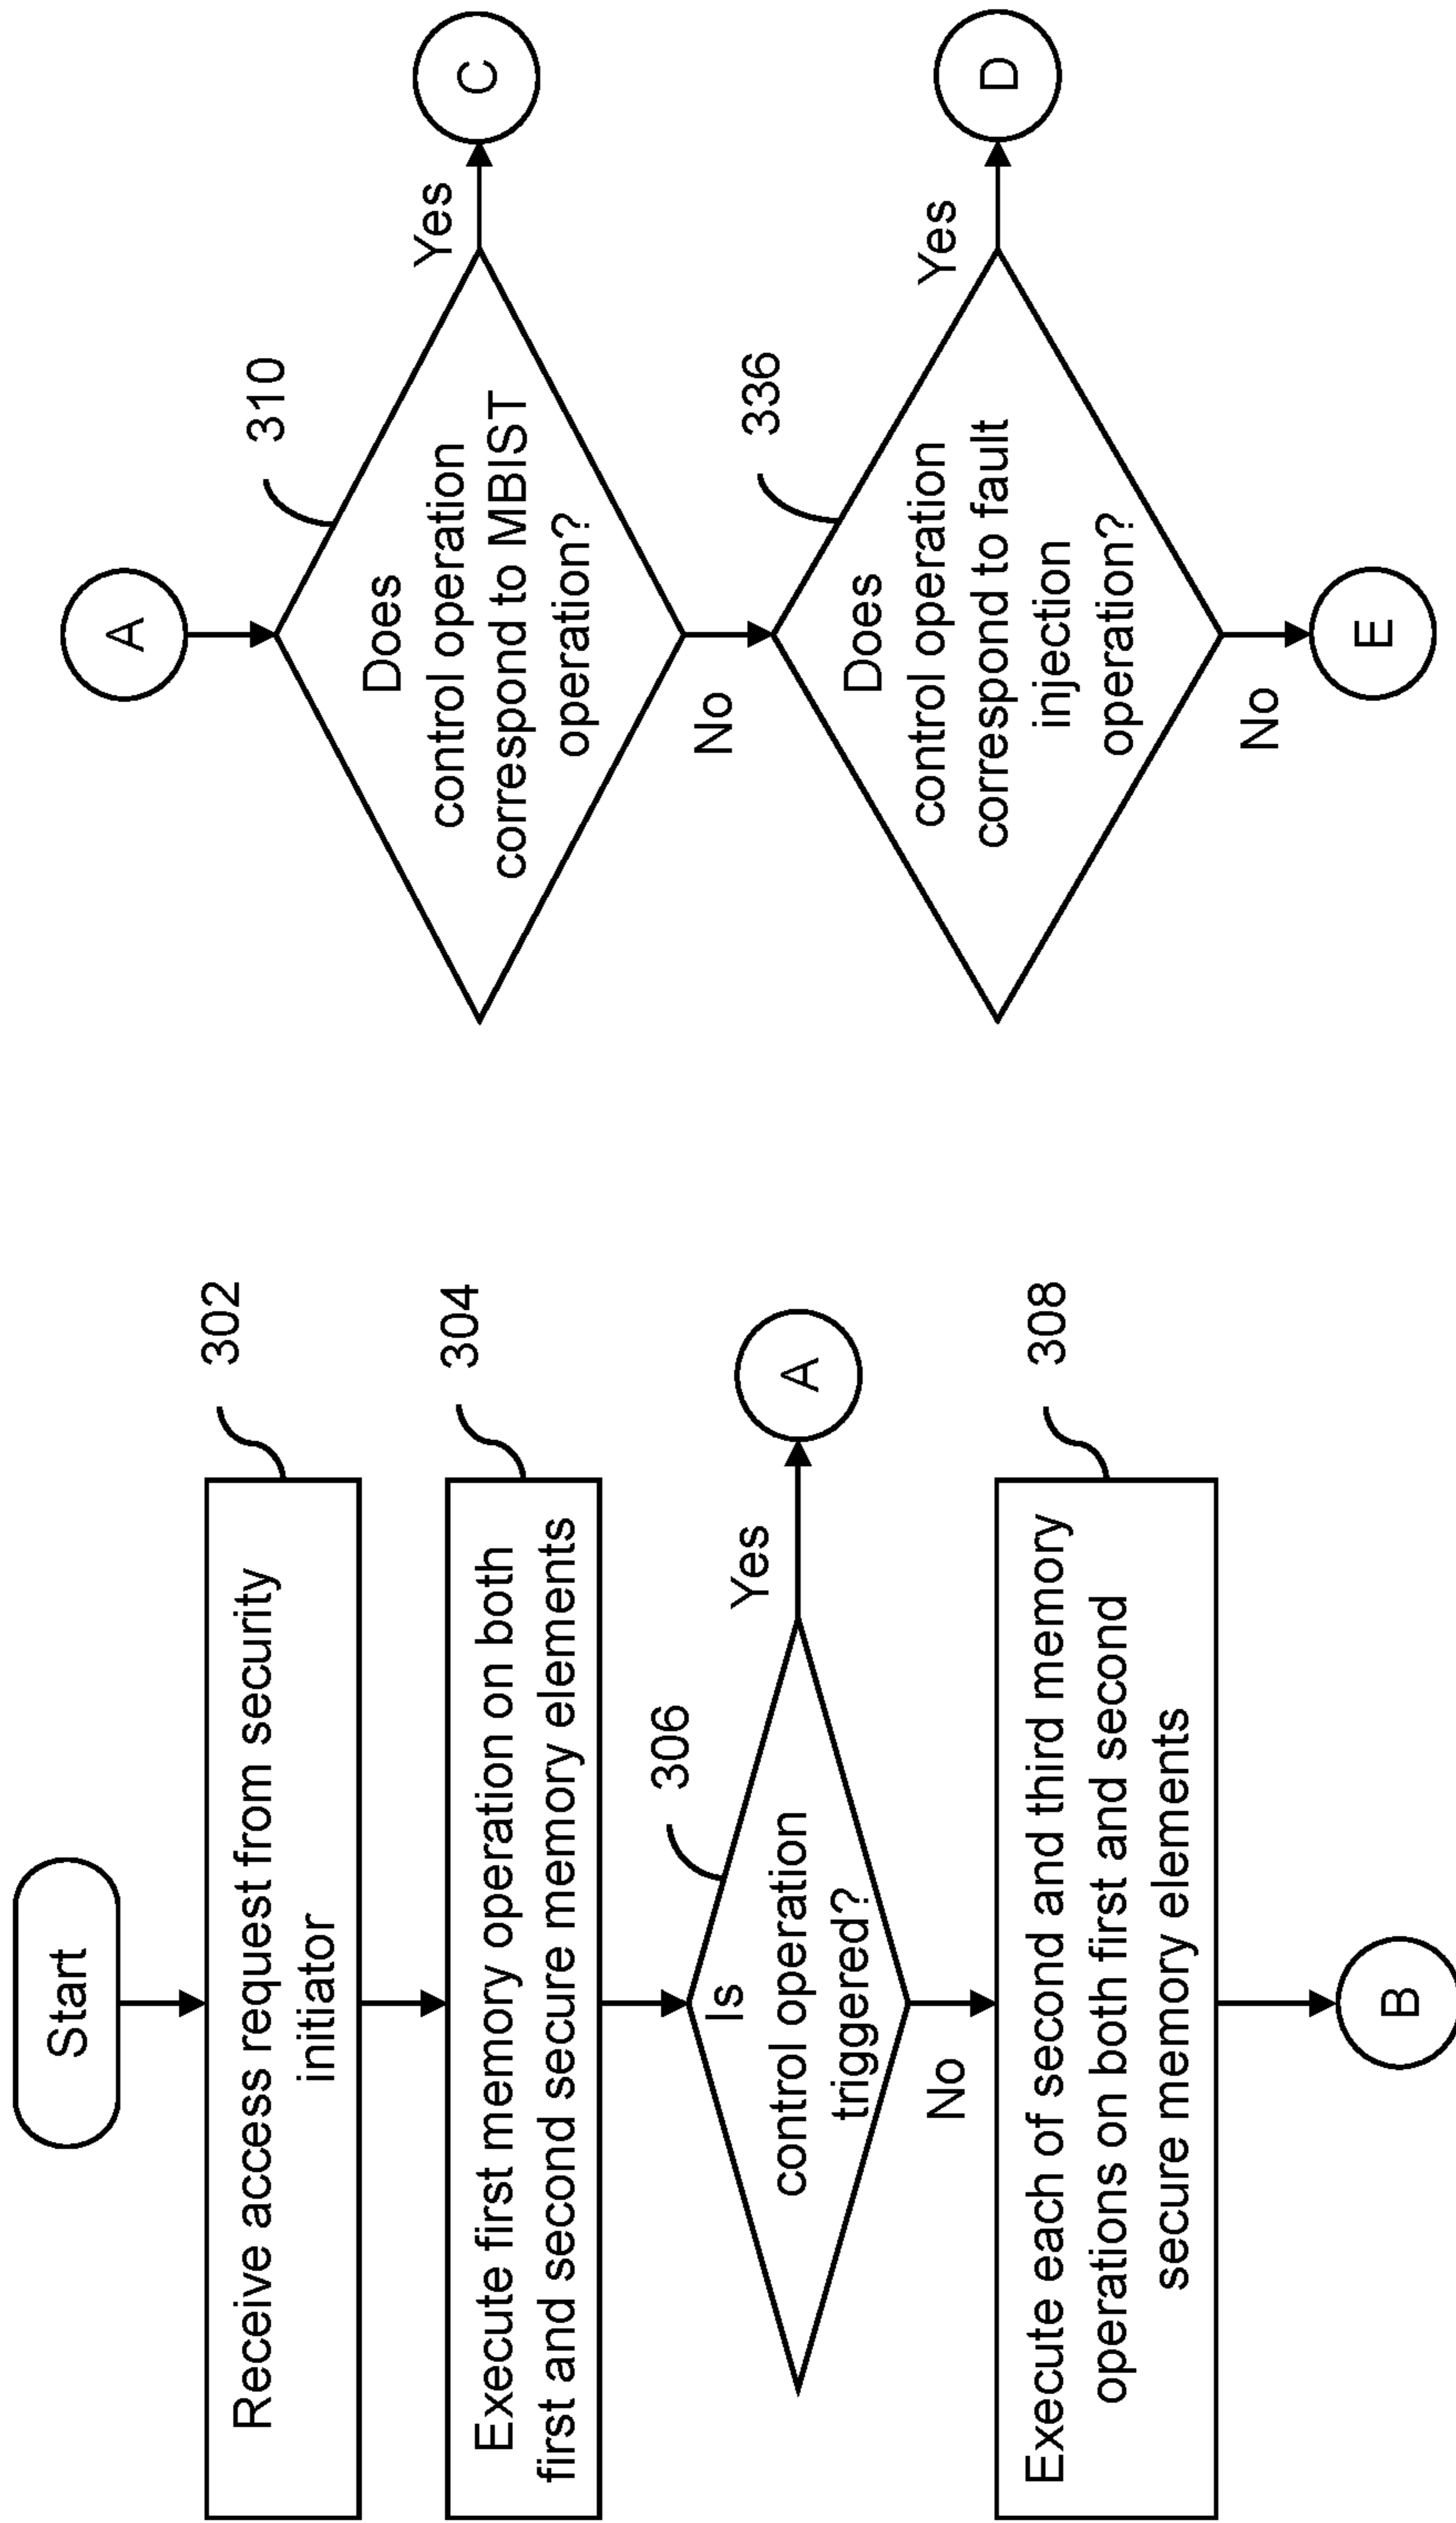 Start
302
Receive access request from security
initiator
304
Execute first memory operation on both
first and second secure memory elements
306
Is
control operation
triggered?
Yes
A
No
308
Execute each of second and third memory
operations on both first and second
secure memory elements
B
A
310
Does
control operation
correspond to MBIST
operation?
Yes
C
No
336
Does
control operation
correspond to fault
injection
operation?
Yes
D
No
E